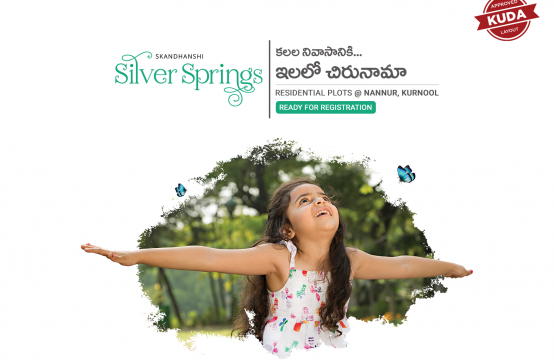 SKANDHANSHI
Silver Springs
కలల నివాసానికి...
ఇలలో చిరునామా
RESIDENTIAL PLOTS @ NANNUR, KURNOOL
READY FOR REGISTRATION
APPROVED
KUDA
LAYOUT